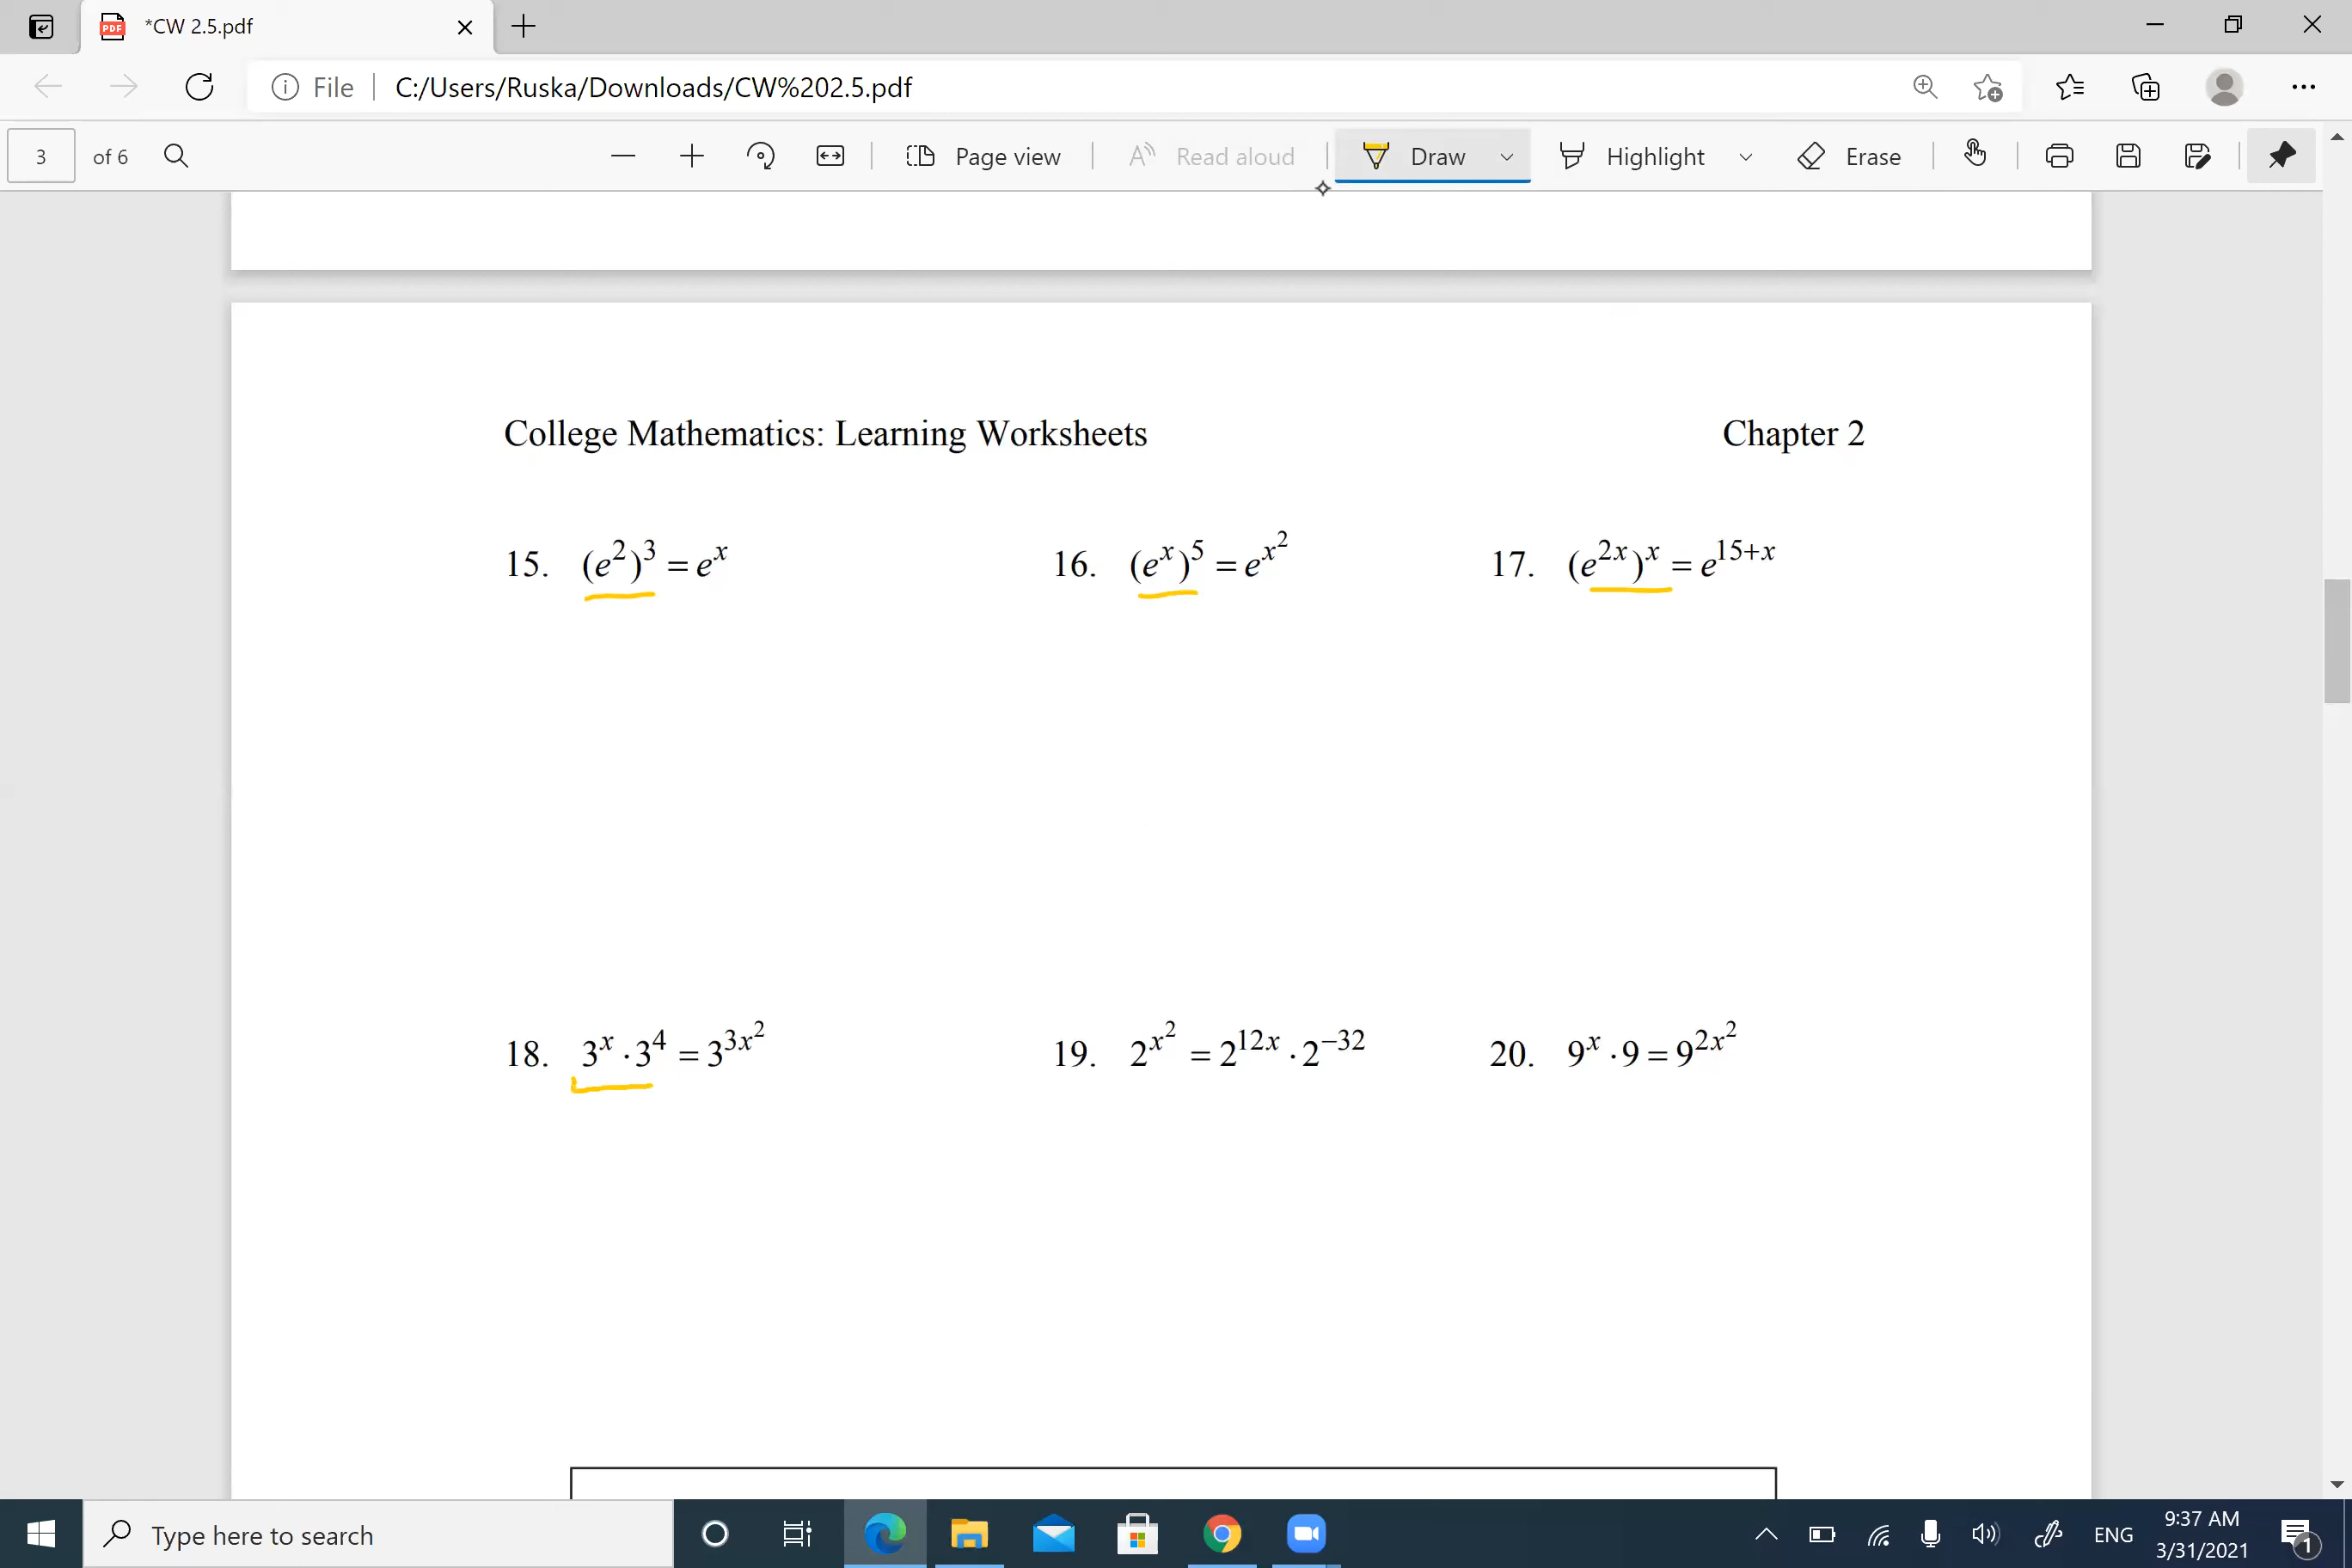 *CW 2.5.pdf
File | C:/Users/Ruska/Downloads/CW%202.5.pdf
3 of 6 Page view Read aloud Draw Highlight Erase
College Mathematics: Learning Worksheets Chapter 2
15. (e^2)^3 = e^x 16. (e^x)^5 = e^{x^2} 17. (e^{2x})^x = e^{15+x}
18. 3^x · 3^4 = 3^{3x^2} 19. 2^{x^2} = 2^{12x} · 2^{−32} 20. 9^x · 9 = 9^{2x^2}
Type here to search ENG 9:37 AM
3/31/2021 1